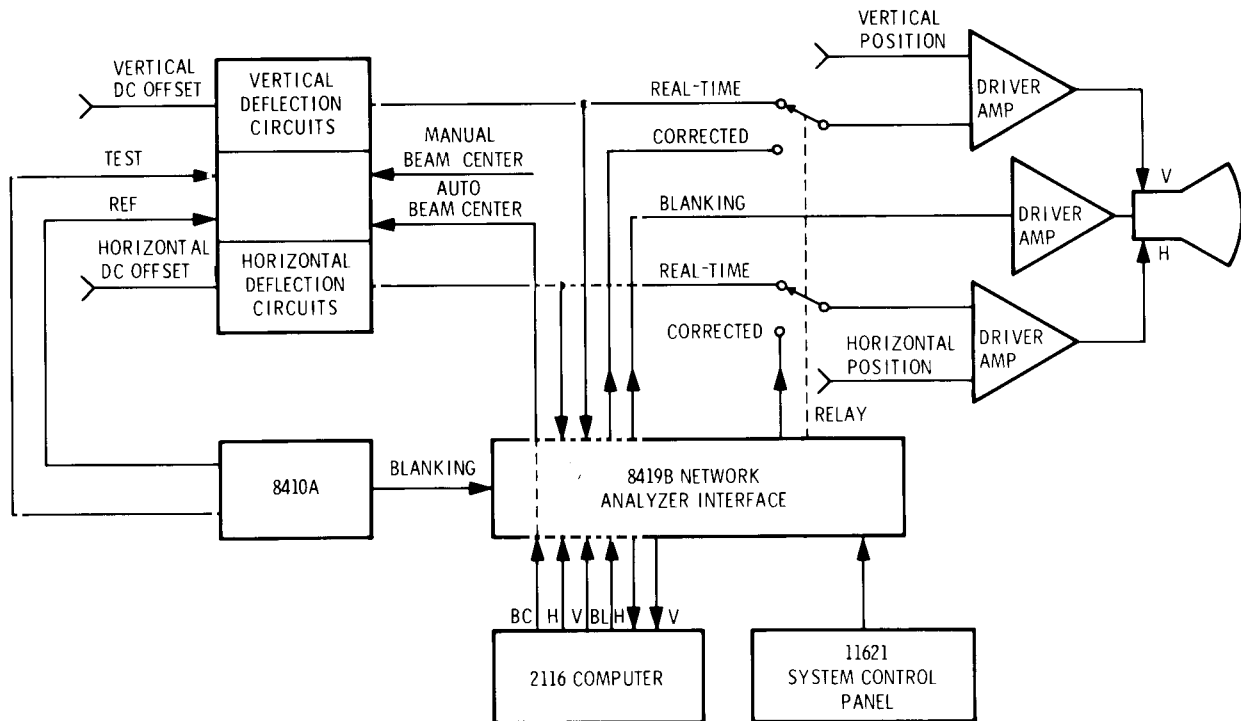 VERTICAL
DC OFFSET
VERTICAL
DEFLECTION
CIRCUITS
TEST
REF
HORIZONTAL
DC OFFSET
HORIZONTAL
DEFLECTION
CIRCUITS
MANUAL
BEAM CENTER
AUTO
BEAM CENTER
REAL-TIME
CORRECTED
BLANKING
REAL-TIME
CORRECTED
VERTICAL
POSITION
DRIVER
AMP
DRIVER
AMP
V
H
DRIVER
AMP
HORIZONTAL
POSITION
RELAY
8410A
BLANKING
8419B NETWORK
ANALYZER INTERFACE
BC H V BL H V
2116 COMPUTER
11621
SYSTEM CONTROL
PANEL